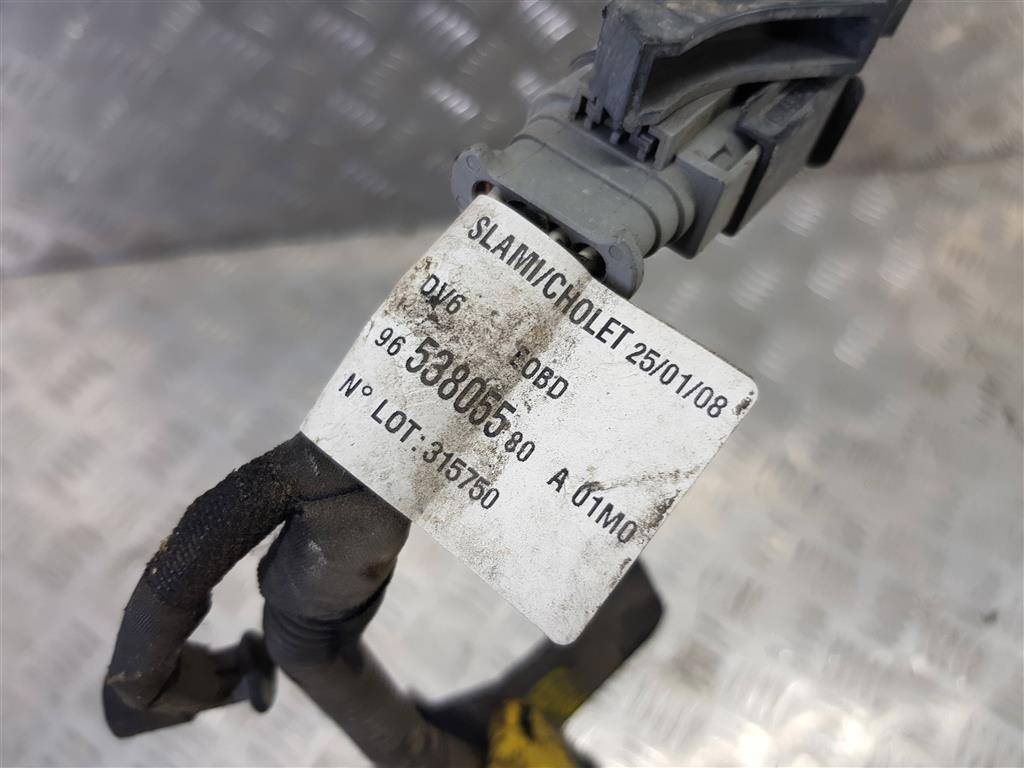 SLAMI/CHOLET 25/01/08
DV6 EOBD
96 538055 80 A 01M0
N° LOT: 315750